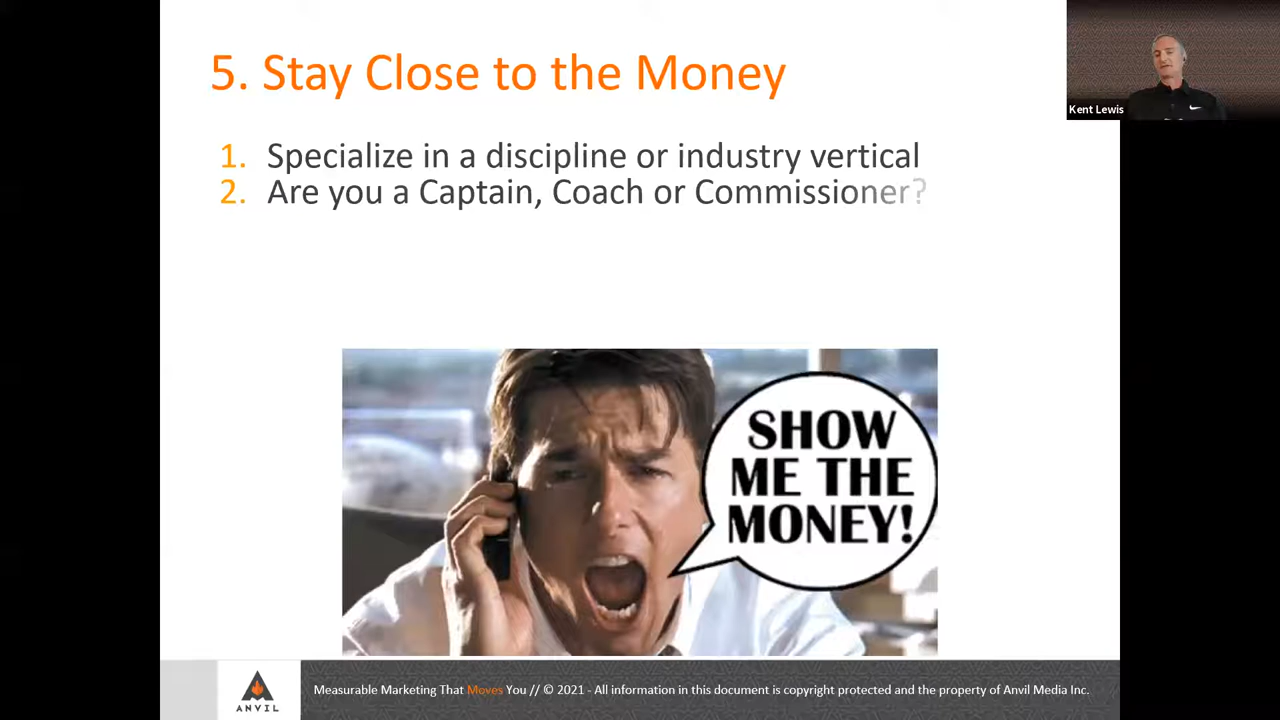 5. Stay Close to the Money
Kent Lewis
1. Specialize in a discipline or industry vertical
2. Are you a Captain, Coach or Commissioner?
SHOW
ME THE
MONEY!
ANVIL
Measurable Marketing That Moves You // © 2021 - All information in this document is copyright protected and the property of Anvil Media Inc.